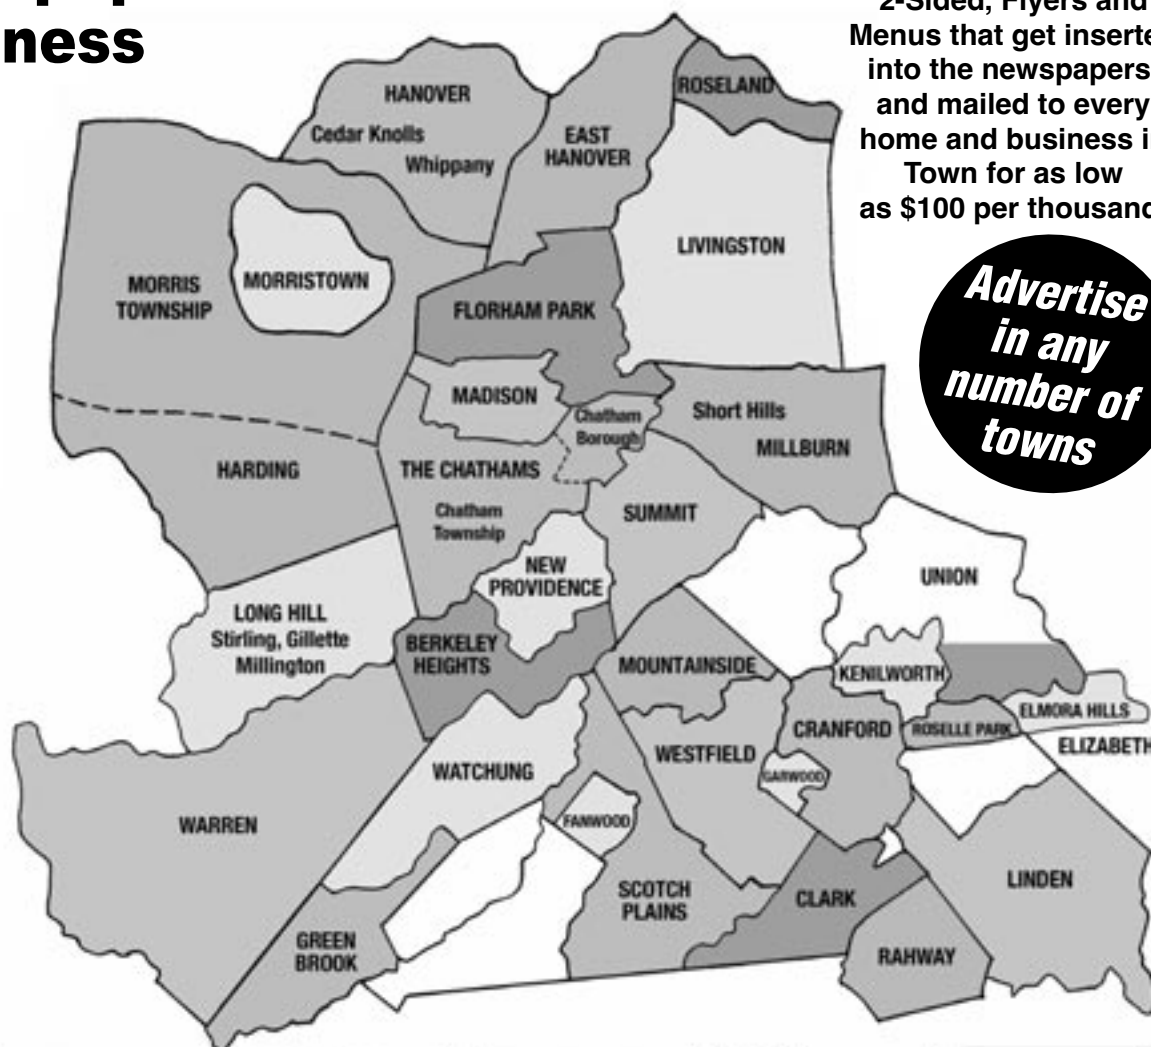 ness
2-Sided, Flyers and
Menus that get
into the newspapers
and mailed to every
home and business
Town for as low
as $100 per thousand
Advertise
in any
number of
towns
HANOVER
Cedar Knolls
Whippany
EAST
HANOVER
ROSELAND
LIVINGSTON
MORRIS
TOWNSHIP
MORRISTOWN
FLORHAM PARK
MADISON
Chatham
Borough
Short Hills
MILLBURN
HARDING
THE CHATHAMS
Chatham
Township
SUMMIT
NEW
PROVIDENCE
UNION
LONG HILL
Stirling, Gillette
Millington
BERKELEY
HEIGHTS
MOUNTAINSIDE
KENILWORTH
ELMORA HILLS
ROSELLE PARK
CRANFORD
ELIZABETH
WESTFIELD
GARWOOD
WATCHUNG
FANWOOD
WARREN
SCOTCH
PLAINS
CLARK
LINDEN
GREEN
BROOK
RAHWAY